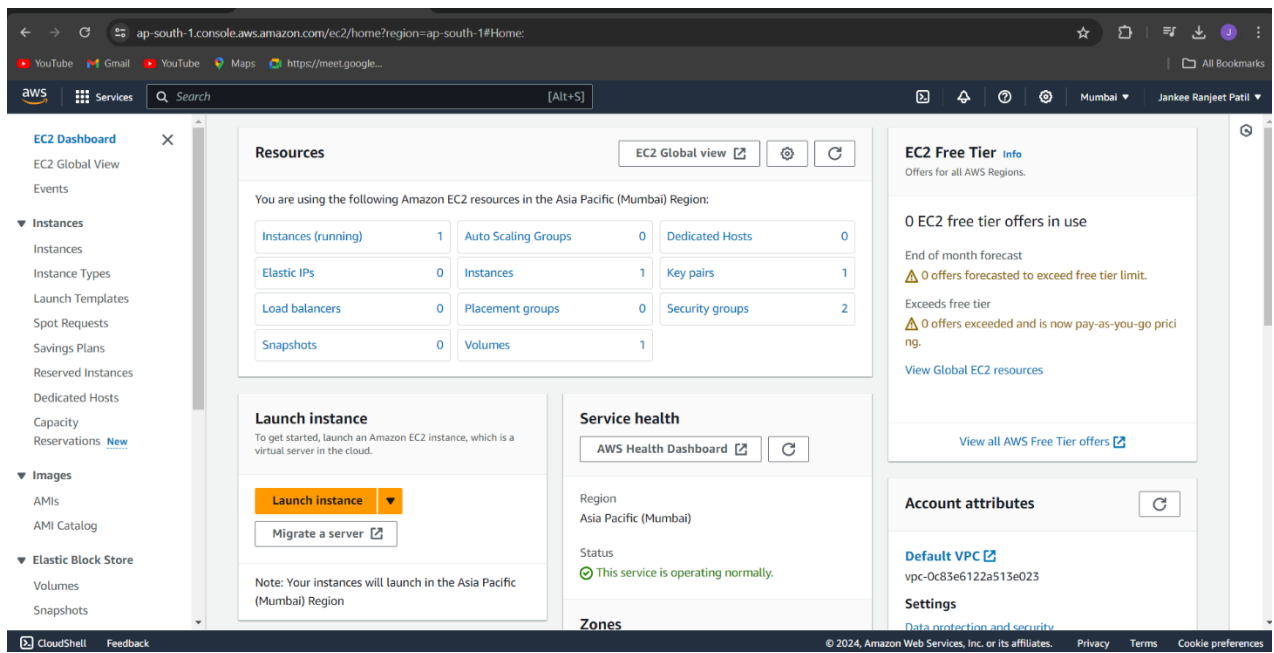 ap-south-1.console.aws.amazon.com/ec2/home?region=ap-south-1#Home:
J
YouTube Gmail YouTube Maps https://meet.google... All Bookmarks
aws Services Search [Alt+S] Mumbai Jankee Ranjeet Patil
EC2 Dashboard
EC2 Global View
Events
Instances
Instances
Instance Types
Launch Templates
Spot Requests
Savings Plans
Reserved Instances
Dedicated Hosts
Capacity
Reservations New
Images
AMIs
AMI Catalog
Elastic Block Store
Volumes
Snapshots
Resources
EC2 Global view
You are using the following Amazon EC2 resources in the Asia Pacific (Mumbai) Region:
Instances (running) 1 Auto Scaling Groups 0 Dedicated Hosts 0
Elastic IPs 0 Instances 1 Key pairs 1
Load balancers 0 Placement groups 0 Security groups 2
Snapshots 0 Volumes 1
Launch instance
To get started, launch an Amazon EC2 instance, which is a
virtual server in the cloud.
Launch instance
Migrate a server
Note: Your instances will launch in the Asia Pacific
(Mumbai) Region
Service health
AWS Health Dashboard
Region
Asia Pacific (Mumbai)
Status
This service is operating normally.
Zones
EC2 Free Tier Info
Offers for all AWS Regions.
0 EC2 free tier offers in use
End of month forecast
0 offers forecasted to exceed free tier limit.
Exceeds free tier
0 offers exceeded and is now pay-as-you-go prici
ng.
View Global EC2 resources
View all AWS Free Tier offers
Account attributes
Default VPC
vpc-0c83e6122a513e023
Settings
Data protection and security
CloudShell Feedback © 2024, Amazon Web Services, Inc. or its affiliates. Privacy Terms Cookie preferences